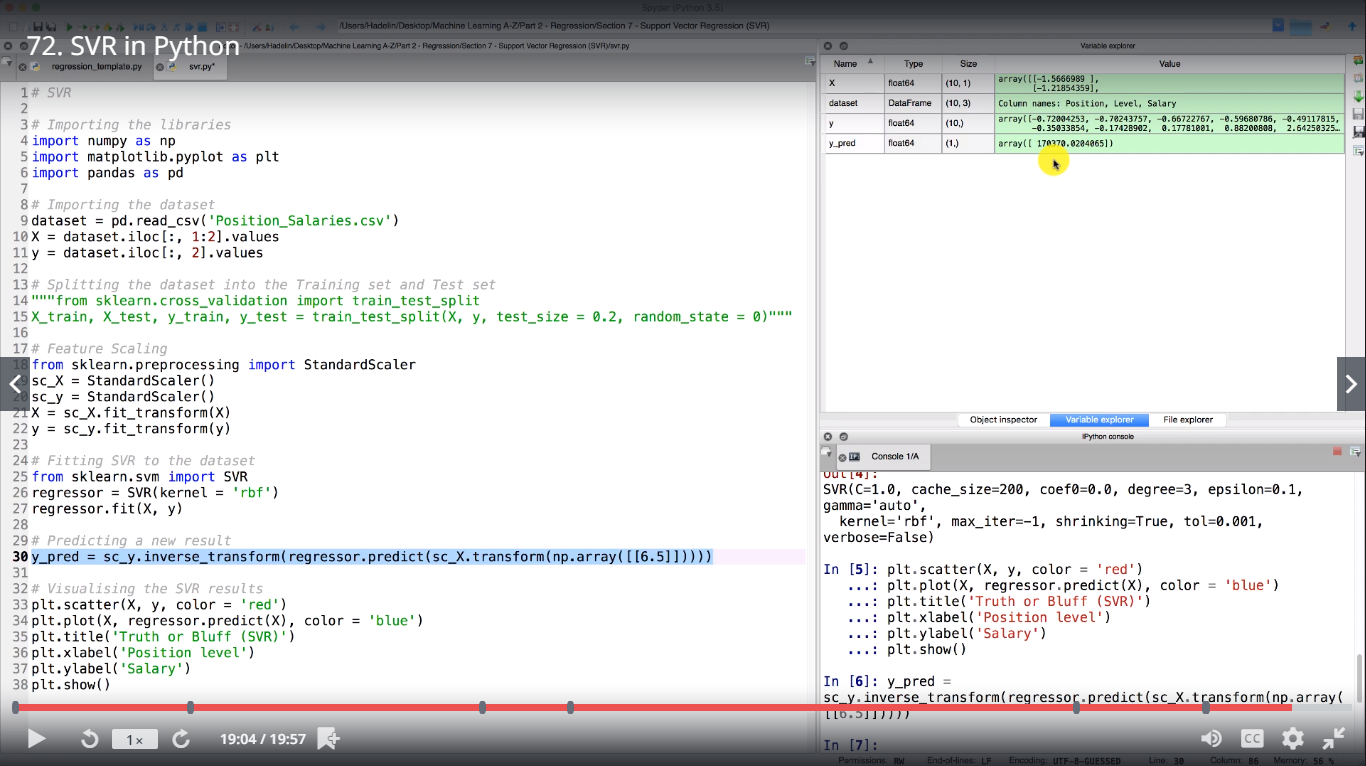 Spyder (Python 3.5)
/Users/Hadelin/Desktop/Machine Learning A-Z/Part 2 - Regression/Section 7 - Support Vector Regression (SVR)
72. SVR in Python
/Users/Hadelin/Desktop/Machine Learning A-Z/Part 2 - Regression/Section 7 - Support Vector Regression (SVR)/svr.py
regression_template.py
svr.py*
1 # SVR
2
3 # Importing the libraries
4 import numpy as np
5 import matplotlib.pyplot as plt
6 import pandas as pd
7
8 # Importing the dataset
9 dataset = pd.read_csv('Position_Salaries.csv')
10 X = dataset.iloc[:, 1:2].values
11 y = dataset.iloc[:, 2].values
12
13 # Splitting the dataset into the Training set and Test set
14 """from sklearn.cross_validation import train_test_split
15 X_train, X_test, y_train, y_test = train_test_split(X, y, test_size = 0.2, random_state = 0)"""
16
17 # Feature Scaling
18 from sklearn.preprocessing import StandardScaler
19 sc_X = StandardScaler()
20 sc_y = StandardScaler()
21 X = sc_X.fit_transform(X)
22 y = sc_y.fit_transform(y)
23
24 # Fitting SVR to the dataset
25 from sklearn.svm import SVR
26 regressor = SVR(kernel = 'rbf')
27 regressor.fit(X, y)
28
29 # Predicting a new result
30 y_pred = sc_y.inverse_transform(regressor.predict(sc_X.transform(np.array([[6.5]]))))
31
32 # Visualising the SVR results
33 plt.scatter(X, y, color = 'red')
34 plt.plot(X, regressor.predict(X), color = 'blue')
35 plt.title('Truth or Bluff (SVR)')
36 plt.xlabel('Position level')
37 plt.ylabel('Salary')
38 plt.show()
Variable explorer
Name Type Size Value
X float64 (10, 1) array([[-1.5666989 ],
[-1.21854359],
dataset DataFrame (10, 3) Column names: Position, Level, Salary
y float64 (10,) array([-0.72004253, -0.70243757, -0.66722767, -0.59680786, -0.49117815,
-0.35033854, -0.17428902, 0.17781001, 0.88200808, 2.64250325...
y_pred float64 (1,) array([ 170370.0204065])
Object inspector Variable explorer File explorer
IPython console
Console 1/A
Out[4]:
SVR(C=1.0, cache_size=200, coef0=0.0, degree=3, epsilon=0.1,
gamma='auto',
kernel='rbf', max_iter=-1, shrinking=True, tol=0.001,
verbose=False)
In [5]: plt.scatter(X, y, color = 'red')
...: plt.plot(X, regressor.predict(X), color = 'blue')
...: plt.title('Truth or Bluff (SVR)')
...: plt.xlabel('Position level')
...: plt.ylabel('Salary')
...: plt.show()
In [6]: y_pred =
sc_y.inverse_transform(regressor.predict(sc_X.transform(np.array(
[[6.5]]))))
In [7]:
1x
19:04 / 19:57
CC
Permissions: RW End-of-lines: LF Encoding: UTF-8-GUESSED Line: 30 Column: 86 Memory: 56 %